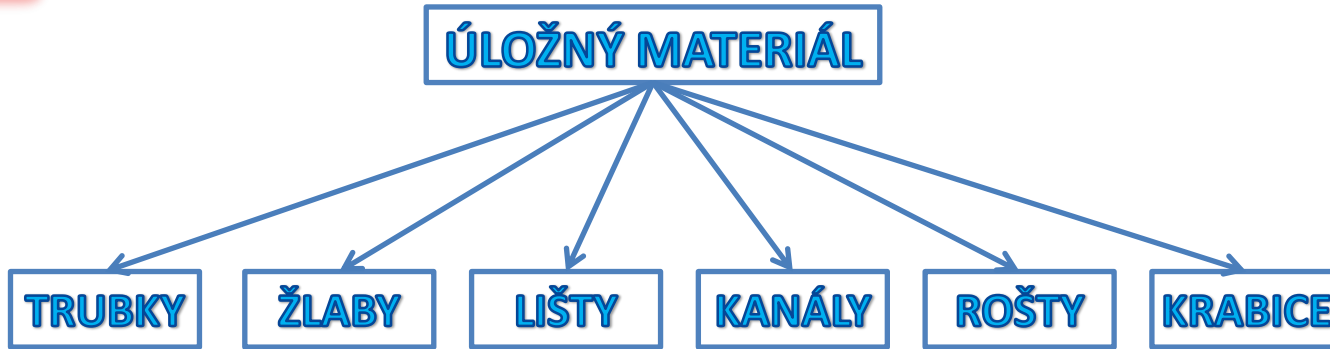 ÚLOŽNÝ MATERIÁL
TRUBKY
ŽLABY
LIŠTY
KANÁLY
ROŠTY
KRABICE